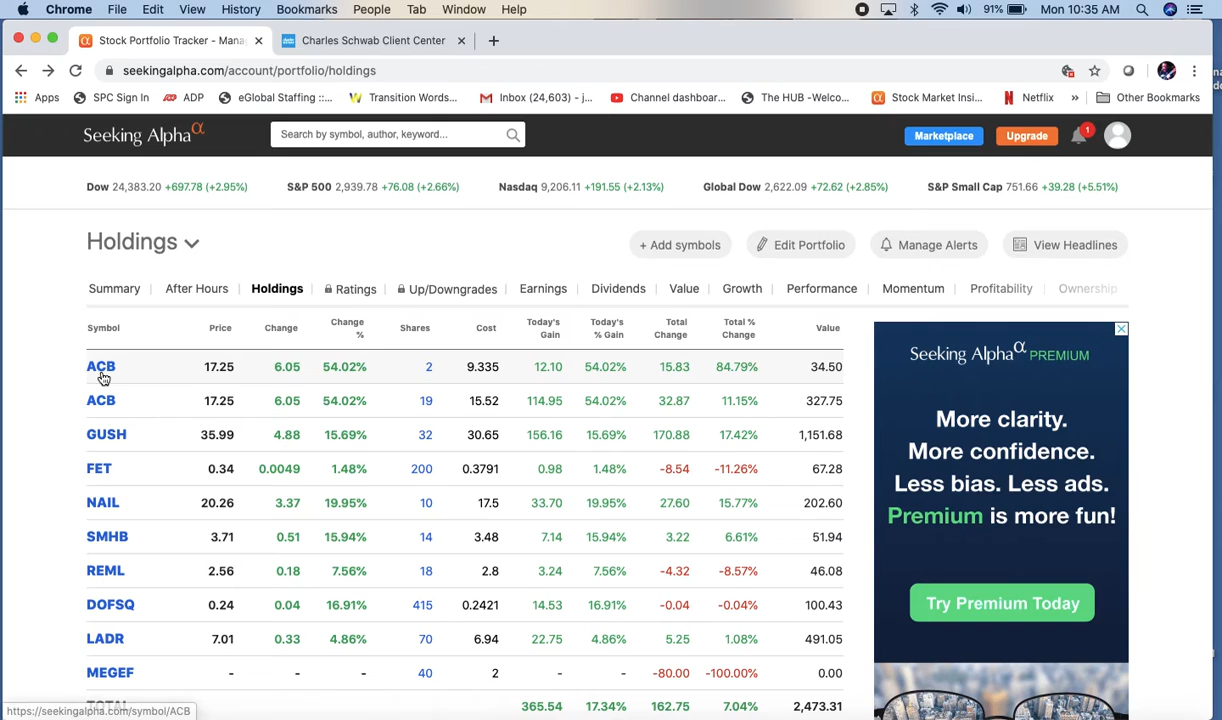 Chrome File Edit View History Bookmarks People Tab Window Help 91% Mon 10:35 AM
Stock Portfolio Tracker - Mana Charles Schwab Client Center
seekingalpha.com/account/portfolio/holdings
Apps SPC Sign In ADP eGlobal Staffing ::... Transition Words... Inbox (24,603) - j... Channel dashboar... The HUB -Welco... Stock Market Insi... Netflix » Other Bookmarks
Seeking Alpha α Search by symbol, author, keyword... Marketplace Upgrade 1
Dow 24,383.20 +697.78 (+2.95%) S&P 500 2,939.78 +76.08 (+2.66%) Nasdaq 9,206.11 +191.55 (+2.13%) Global Dow 2,622.09 +72.62 (+2.85%) S&P Small Cap 751.66 +39.28 (+5.51%)
Holdings + Add symbols Edit Portfolio Manage Alerts View Headlines
Summary After Hours Holdings Ratings Up/Downgrades Earnings Dividends Value Growth Performance Momentum Profitability Ownership
Symbol Price Change Change % Shares Cost Today's Gain Today's % Gain Total Change Total % Change Value
ACB 17.25 6.05 54.02% 2 9.335 12.10 54.02% 15.83 84.79% 34.50
ACB 17.25 6.05 54.02% 19 15.52 114.95 54.02% 32.87 11.15% 327.75
GUSH 35.99 4.88 15.69% 32 30.65 156.16 15.69% 170.88 17.42% 1,151.68
FET 0.34 0.0049 1.48% 200 0.3791 0.98 1.48% -8.54 -11.26% 67.28
NAIL 20.26 3.37 19.95% 10 17.5 33.70 19.95% 27.60 15.77% 202.60
SMHB 3.71 0.51 15.94% 14 3.48 7.14 15.94% 3.22 6.61% 51.94
REML 2.56 0.18 7.56% 18 2.8 3.24 7.56% -4.32 -8.57% 46.08
DOFSQ 0.24 0.04 16.91% 415 0.2421 14.53 16.91% -0.04 -0.04% 100.43
LADR 7.01 0.33 4.86% 70 6.94 22.75 4.86% 5.25 1.08% 491.05
MEGEF - - - 40 2 - - -80.00 -100.00% 0.00
TOTAL 365.54 17.34% 162.75 7.04% 2,473.31
https://seekingalpha.com/symbol/ACB
Seeking Alpha α PREMIUM
More clarity.
More confidence.
Less bias. Less ads.
Premium is more fun!
Try Premium Today